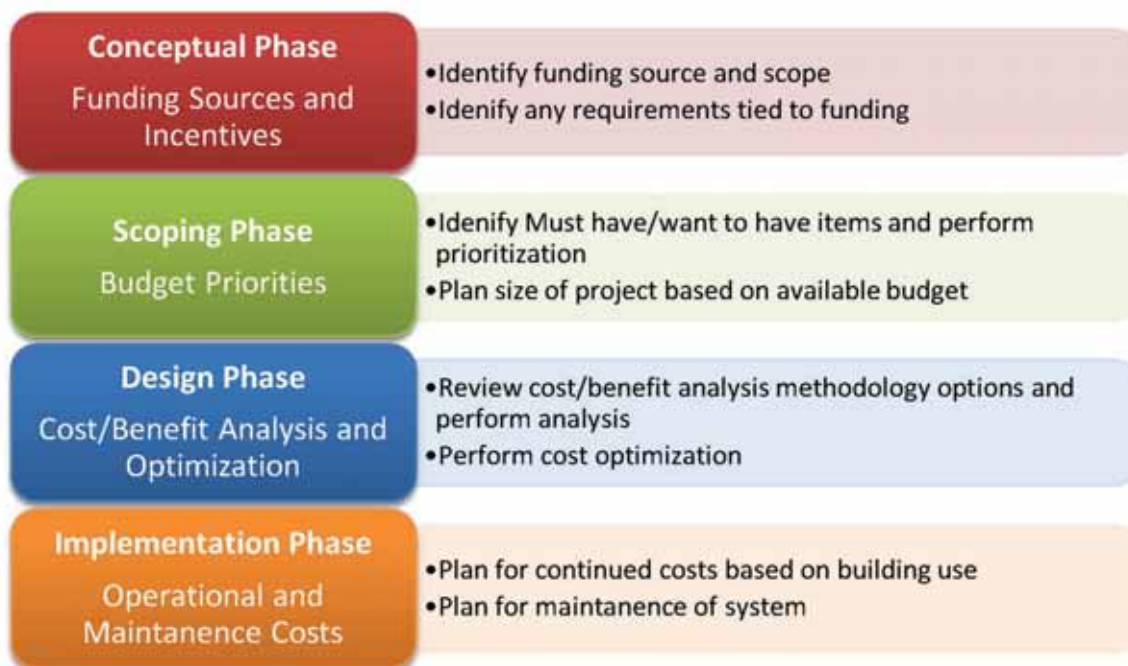 Conceptual Phase
Funding Sources and
Incentives
•Idenify funding source and scope
•Idenify any requirements tied to funding
Scoping Phase
Budget Priorities
•Idenify Must have/want to have items and perform
prioritization
•Plan size of project based on available budget
Design Phase
Cost/Benefit Analysis and
Optimization
•Review cost/benefit analysis methodology options and
perform analysis
•Perform cost optimization
Implementation Phase
Operational and
Maintanence Costs
•Plan for continued costs based on building use
•Plan for maintanence of system